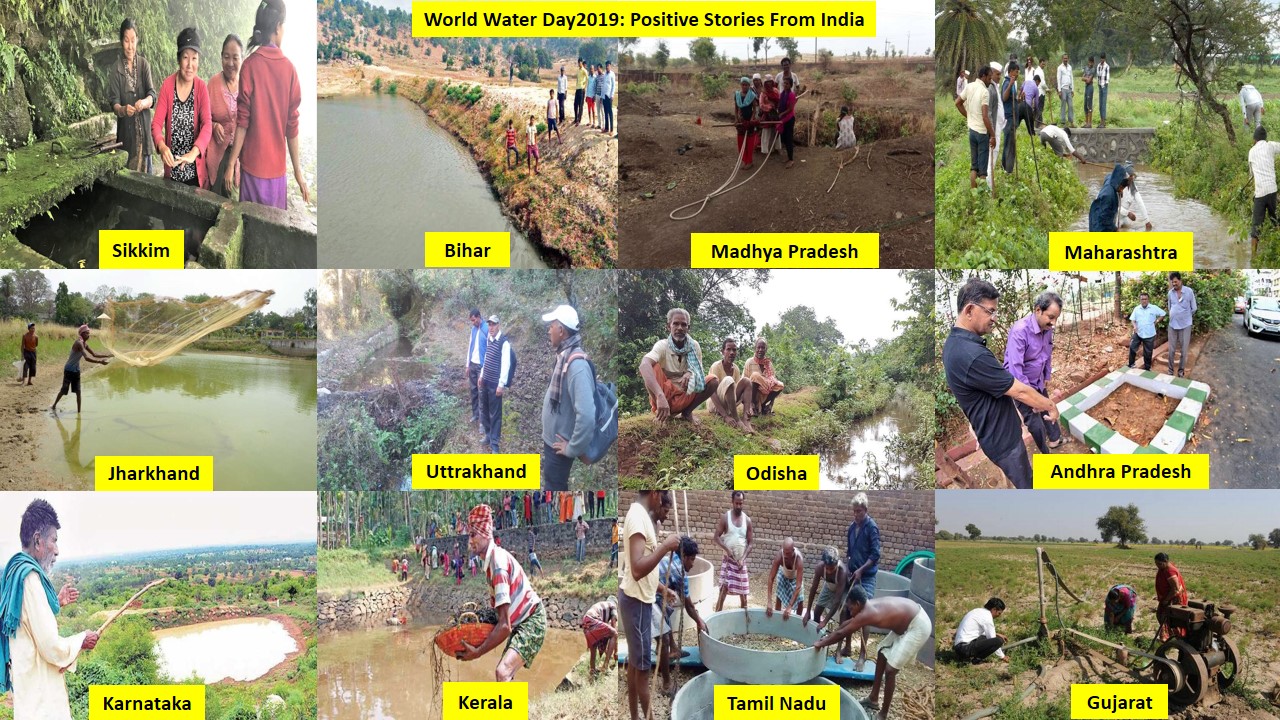 World Water Day2019: Positive Stories From India
Sikkim
Bihar
Madhya Pradesh
Maharashtra
Jharkhand
Uttrakhand
Odisha
Andhra Pradesh
Karnataka
Kerala
Tamil Nadu
Gujarat